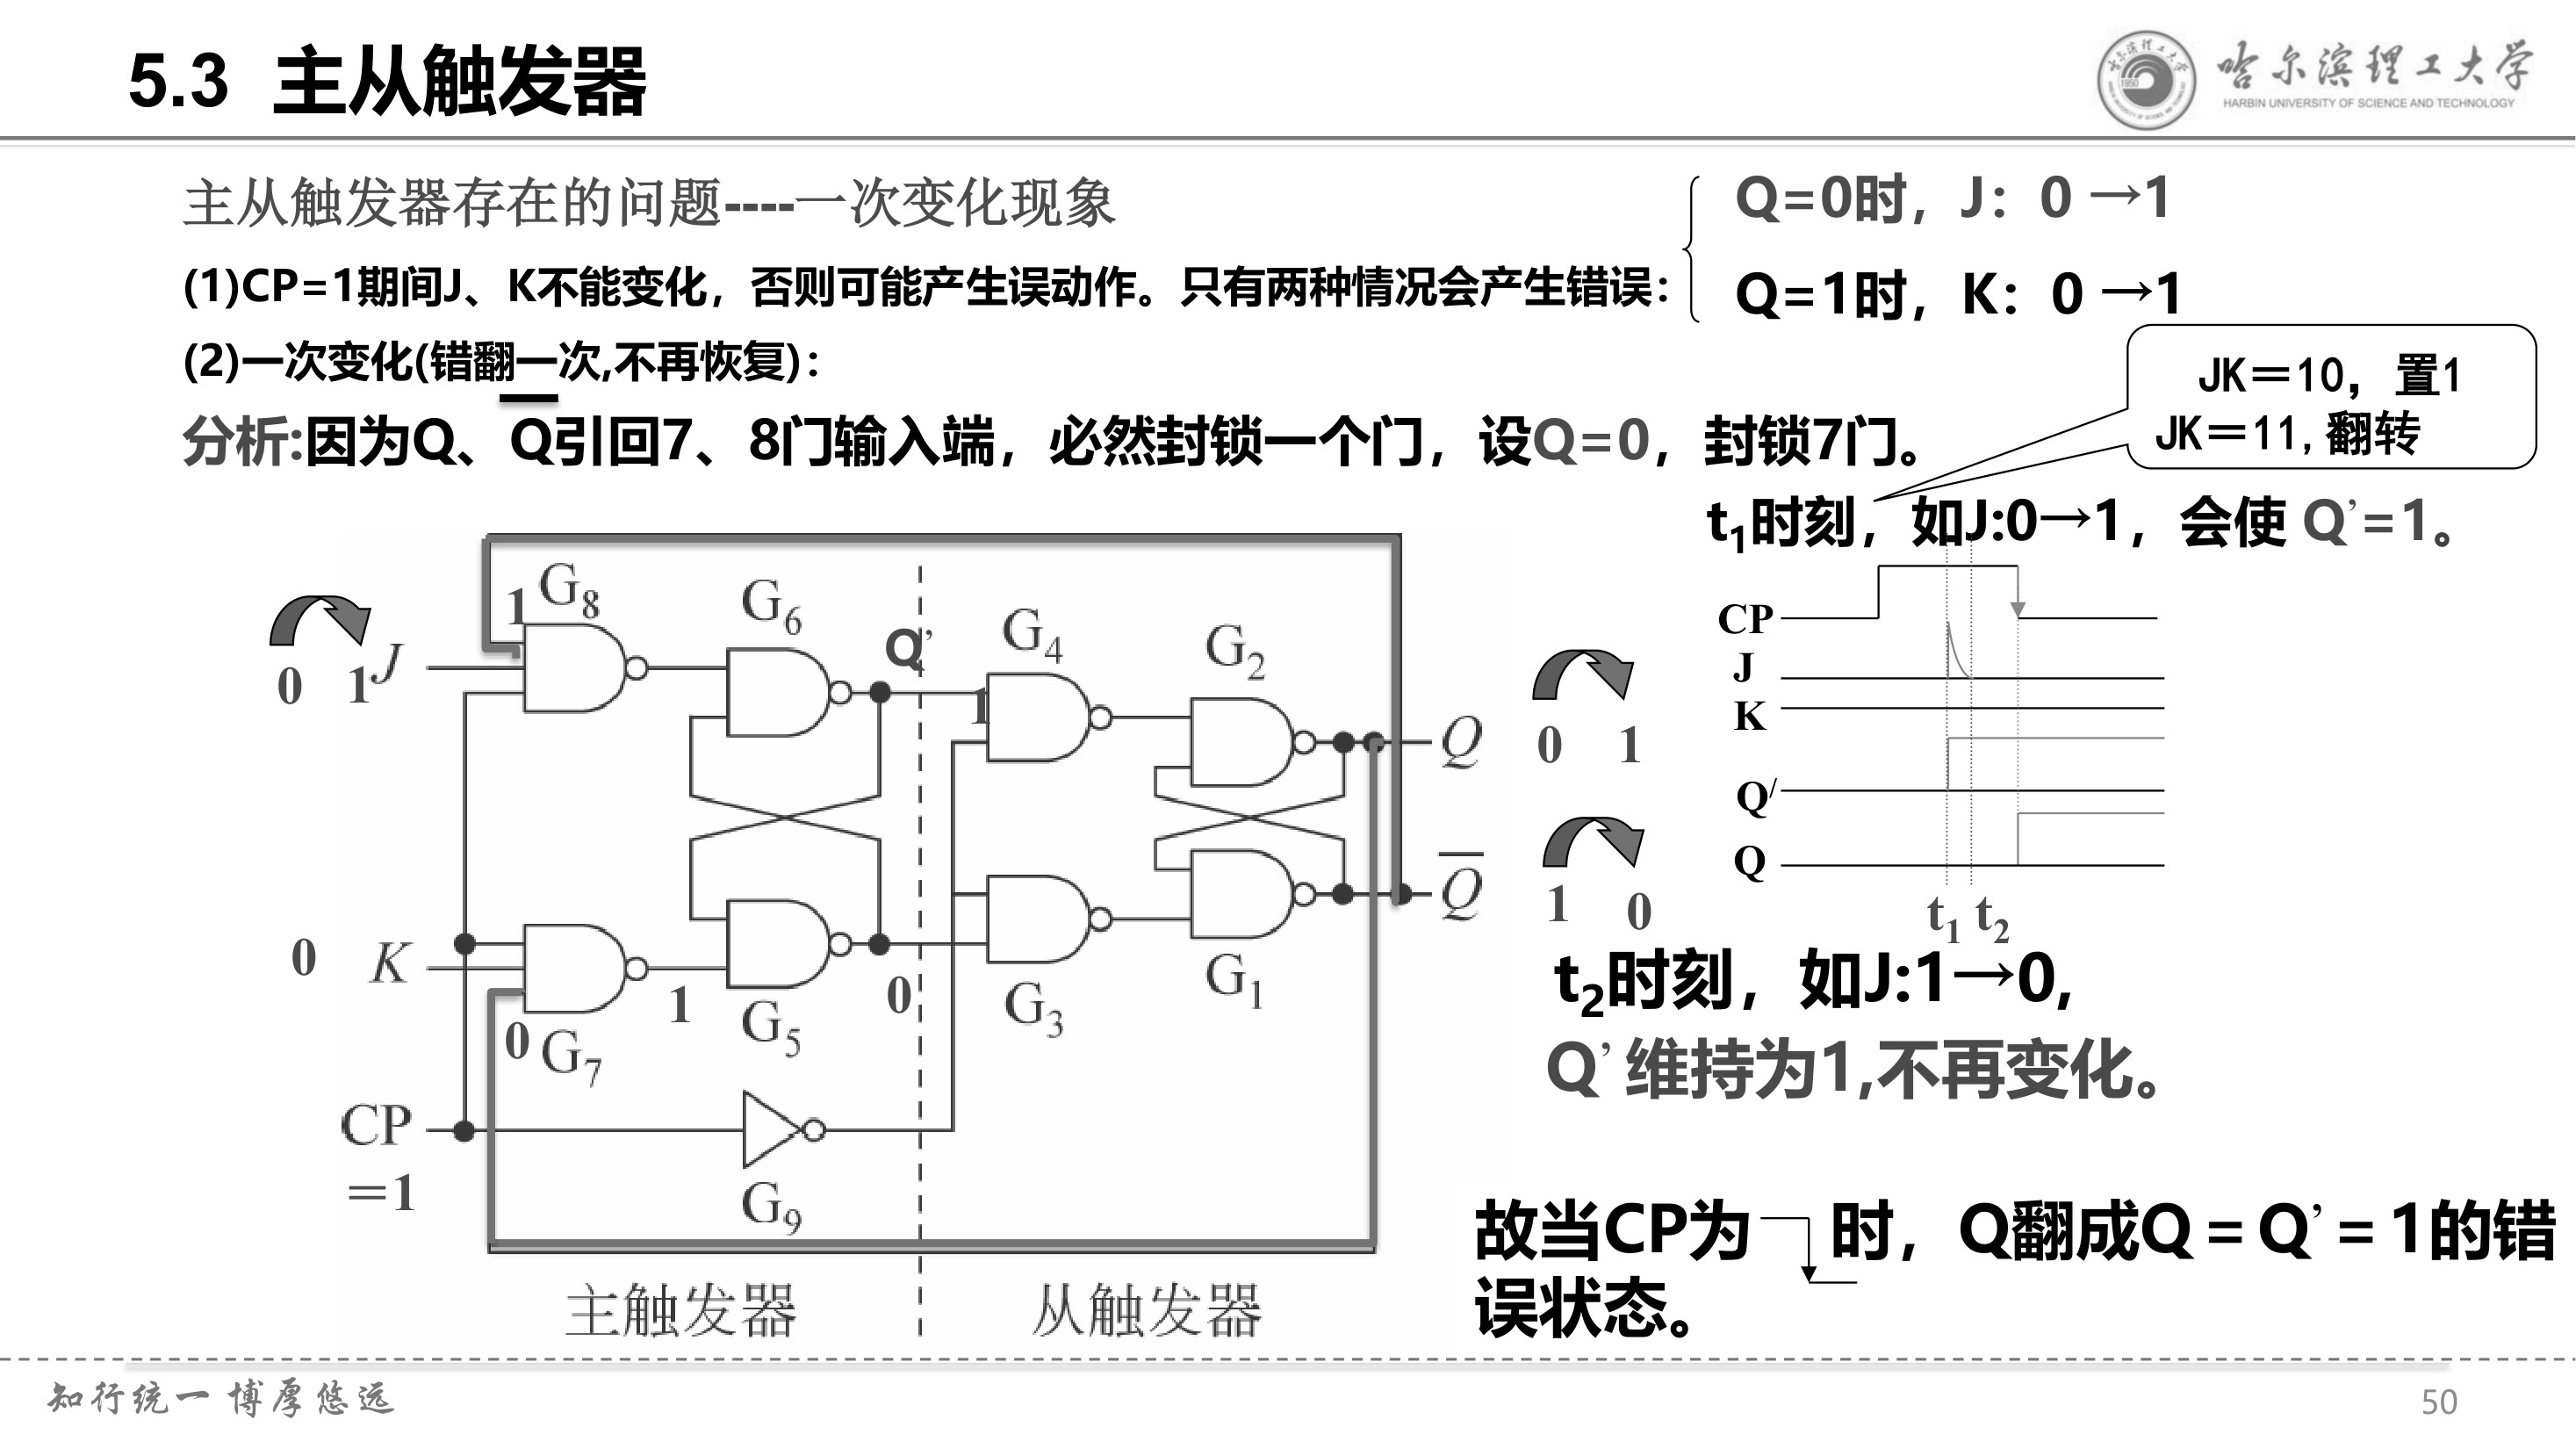 5.3 主从触发器
哈尔滨理工大学
HARBIN UNIVERSITY OF SCIENCE AND TECHNOLOGY
1950
主从触发器存在的问题----一次变化现象
Q=0时，J：0 →1
(1)CP=1期间J、K不能变化，否则可能产生误动作。只有两种情况会产生错误：
Q=1时，K：0 →1
(2)一次变化(错翻一次,不再恢复)：
JK＝10，置1
JK＝11,翻转
分析:因为Q、Q̅引回7、8门输入端，必然封锁一个门，设Q=0，封锁7门。
t₁时刻，如J:0→1，会使 Q’=1。
1 G₈
G₆
Q’
G₄
G₂
0 1 J
1
Q
0 1
0 K
0 G₇
1 G₅
0
G₃
G₁
Q̅
1 0
CP
=1
G₉
主触发器
从触发器
CP
J
K
Q/
Q
t₁ t₂
t₂时刻，如J:1→0,
Q’ 维持为1,不再变化。
故当CP为 时，Q翻成Q = Q’ = 1的错
误状态。
知行统一 博厚悠远
50